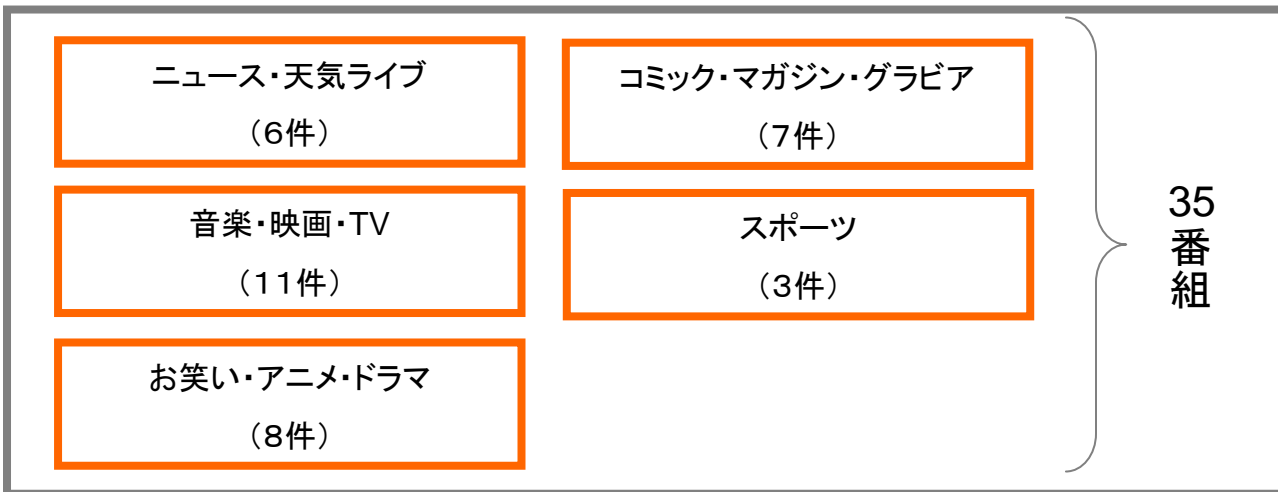 ニュース・天気ライブ
（６件）
コミック・マガジン・グラビア
（７件）
音楽・映画・TV
（１１件）
スポーツ
（３件）
お笑い・アニメ・ドラマ
（８件）
35
番
組